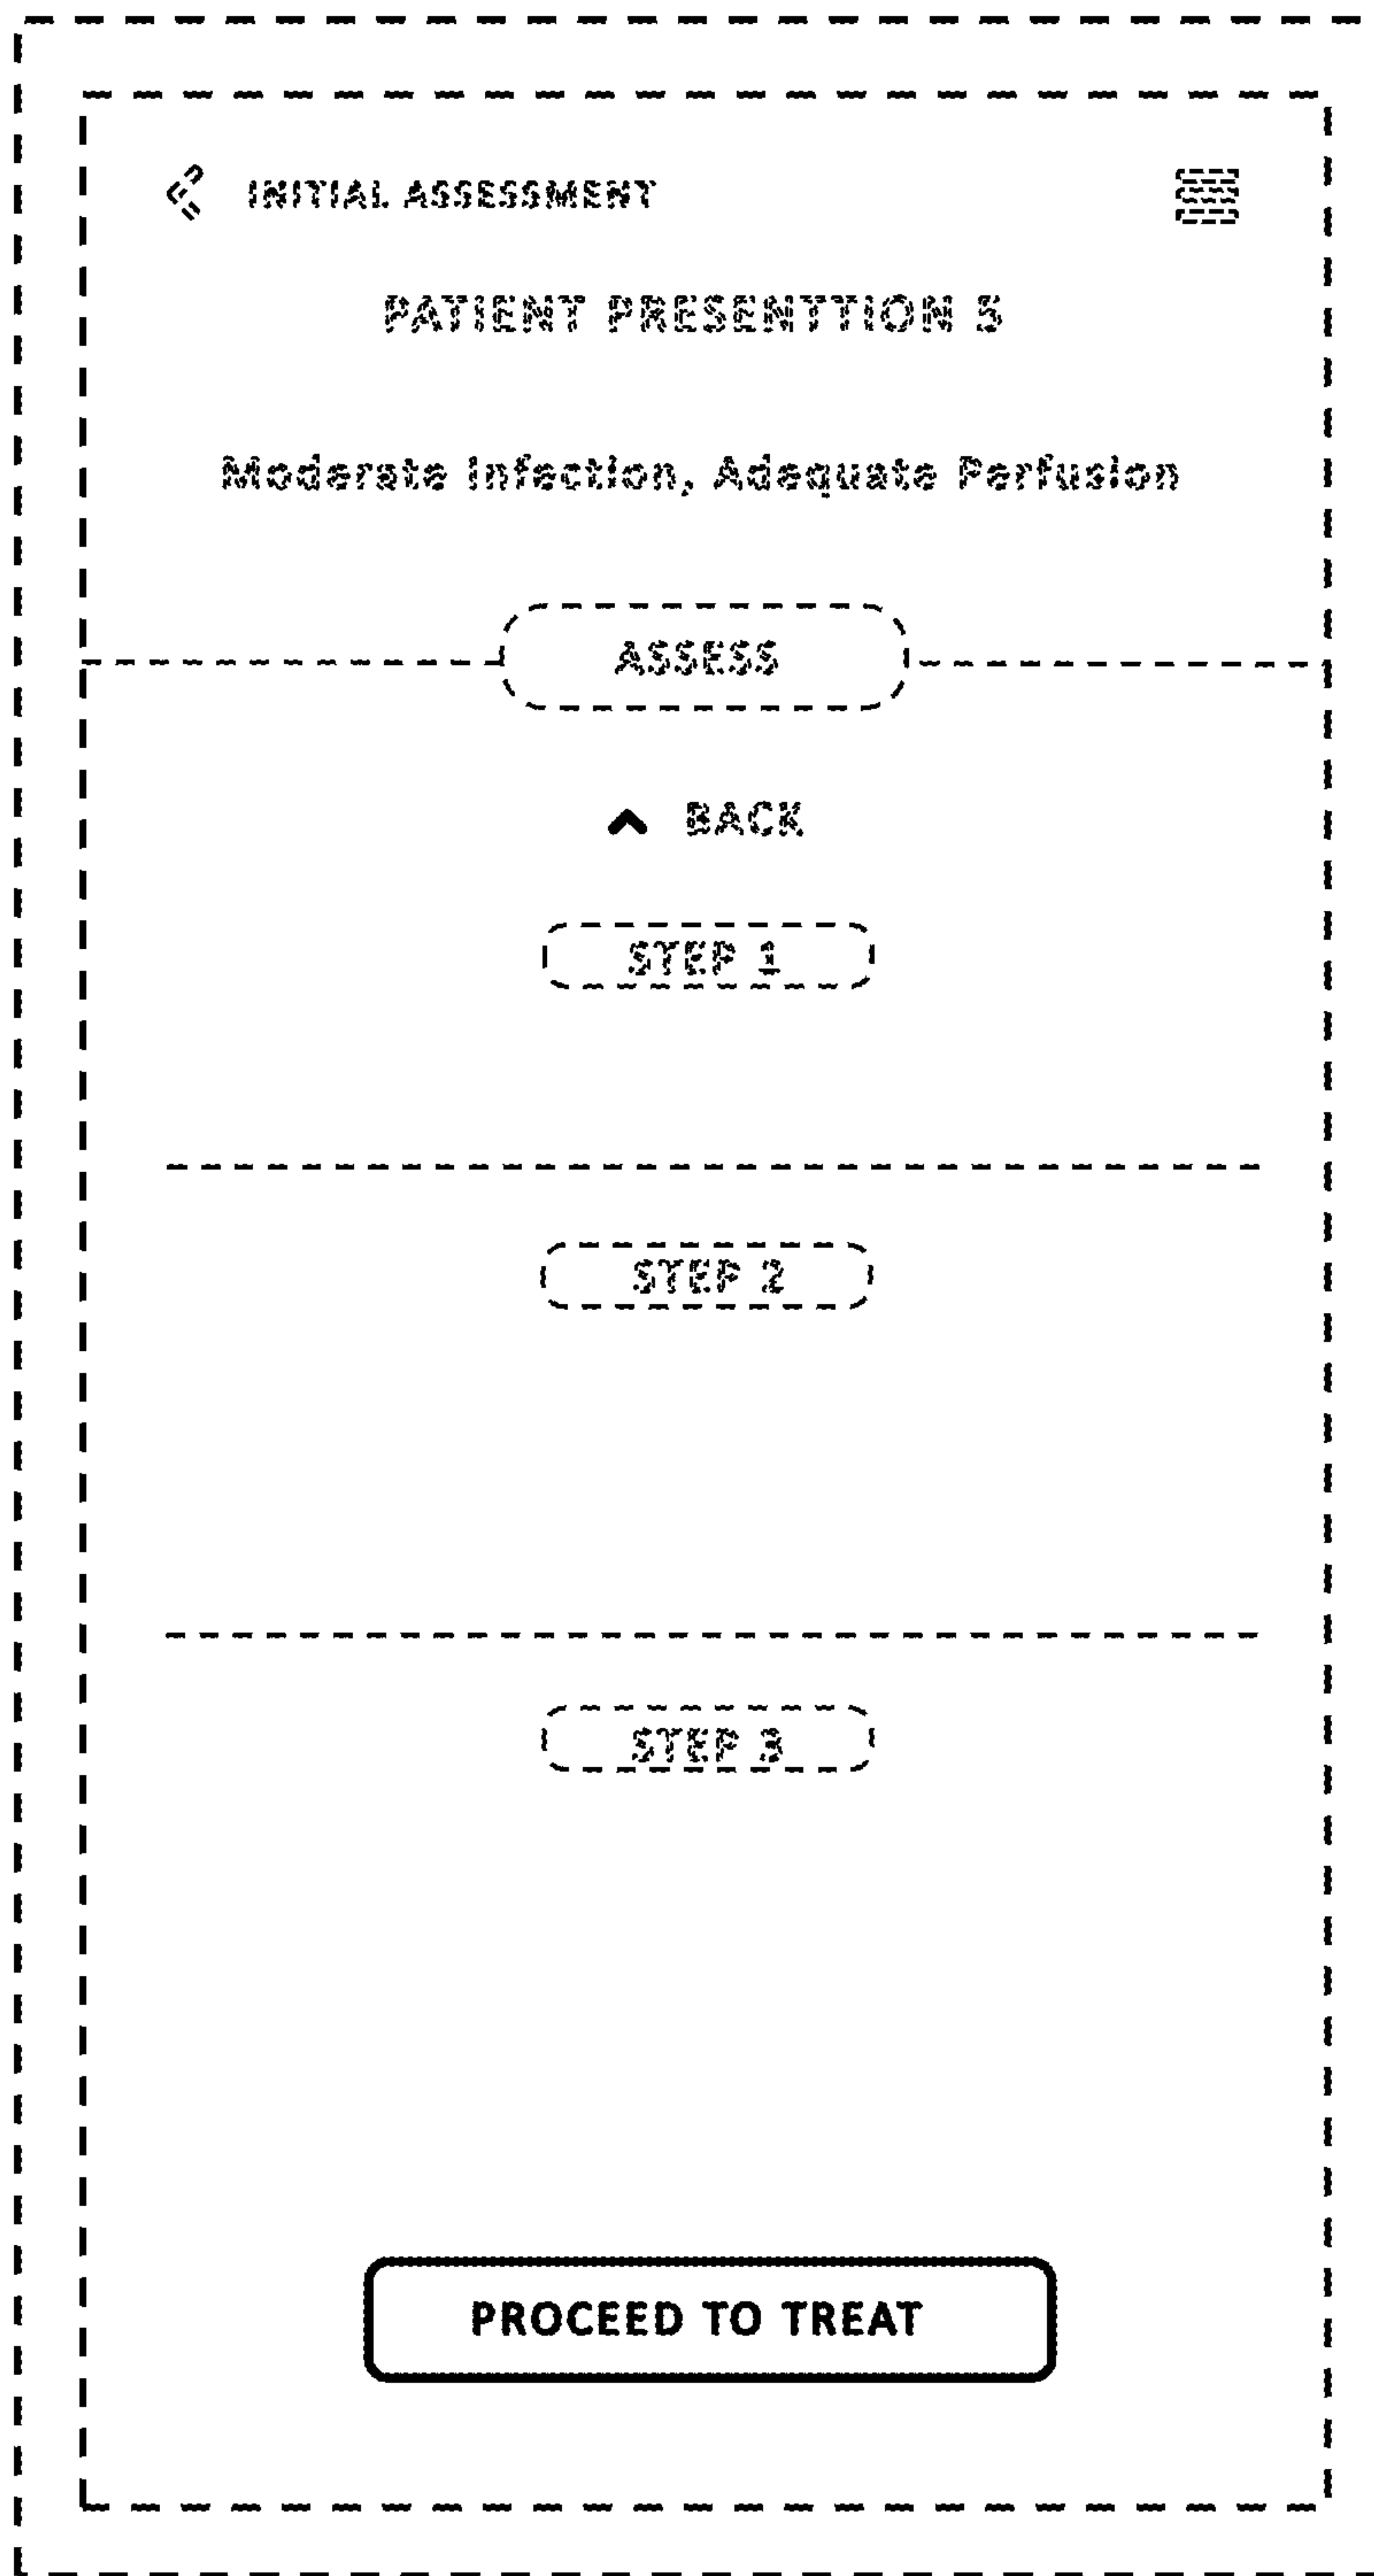 INITIAL ASSESSMENT
PATIENT PRESENTTION 5
Moderate Infection, Adequate Perfusion
ASSESS
BACK
STEP 1
STEP 2
STEP 3
PROCEED TO TREAT